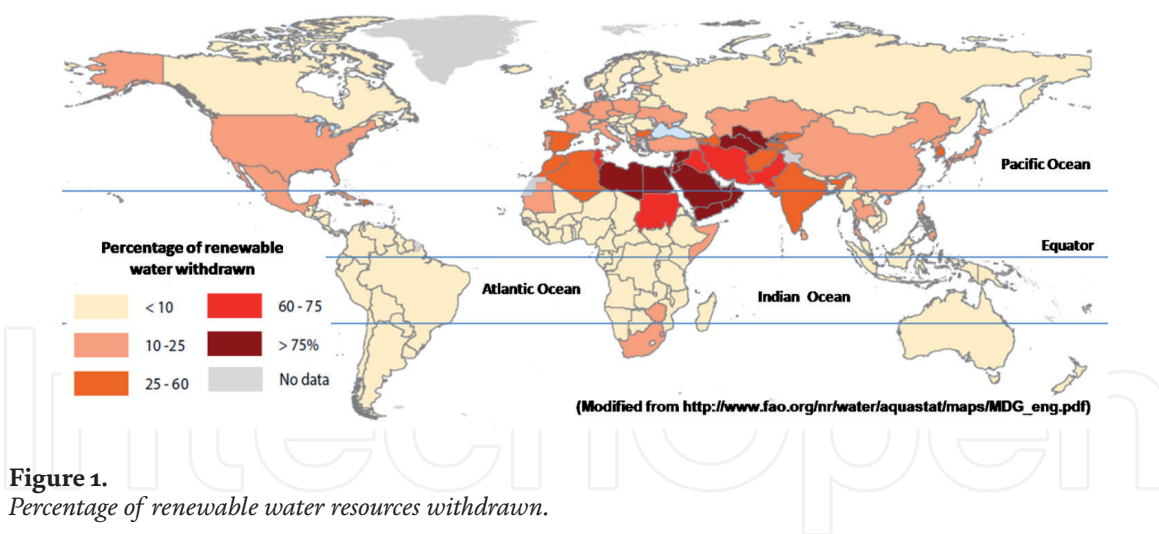 Pacific Ocean
Equator
Percentage of renewable
water withdrawn
Atlantic Ocean
Indian Ocean
< 10
60 - 75
10 -25
> 75%
25 - 60
No data
(Modified from http://www.fao.org/nr/water/aquastat/maps/MDG_eng.pdf)
IntechOpen
Figure 1.
Percentage of renewable water resources withdrawn.